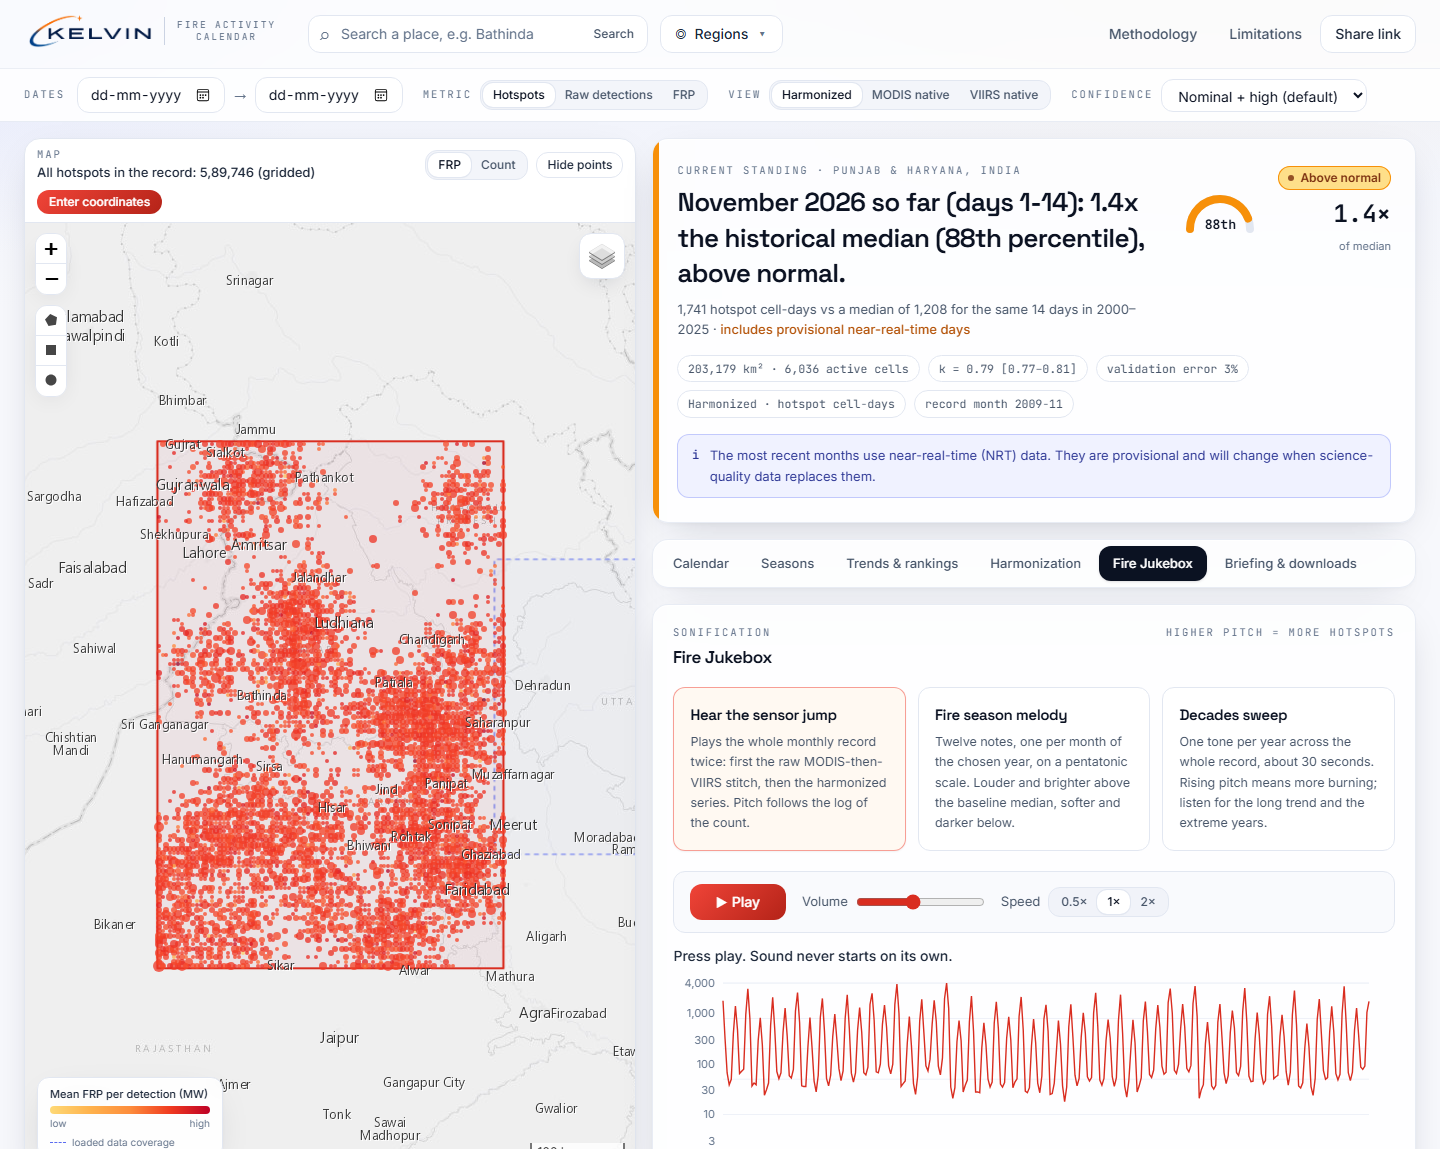 KELVIN
FIRE ACTIVITY
CALENDAR
Search a place, e.g. Bathinda
Search
Regions
Methodology
Limitations
Share link
DATES
dd-mm-yyyy
→
dd-mm-yyyy
METRIC
Hotspots
Raw detections
FRP
VIEW
Harmonized
MODIS native
VIIRS native
CONFIDENCE
Nominal + high (default)
MAP
All hotspots in the record: 5,89,746 (gridded)
FRP
Count
Hide points
Enter coordinates
+
−
Srinagar
lamabad
awalpindi
Kotli
Bhimbar
Jammu
Gujrat
Sialkot
Pathankot
Gujranwala
Sargodha
Hafizabad
Shekhupura
Amritsar
Lahore
Faisalabad
Jalandhar
Sadr
Ludhiana
Chandigarh
Sahiwal
Patiala
Dehradun
Bathinda
UTTA
ari
Sri Ganganagar
Saharanpur
Chishtian
Mandi
Hanumangarh
Sirsa
Muzaffarnagar
Panipat
Jind
Hisar
Sonipat
Meerut
Rohtak
Moradabad
Bhiwani
Ram
Ghaziabad
Faridabad
Bikaner
Bu
Aligarh
Sikar
Alwar
Mathura
Agra
Firozabad
Jaipur
RAJASTHAN
Etaw
Ajmer
Gangapur City
Tonk
Gwalior
Sawai
Madhopur
Mean FRP per detection (MW)
low
high
loaded data coverage
CURRENT STANDING · PUNJAB & HARYANA, INDIA
November 2026 so far (days 1-14): 1.4x
the historical median (88th percentile),
above normal.
88th
Above normal
1.4×
of median
1,741 hotspot cell-days vs a median of 1,208 for the same 14 days in 2000–
2025 · includes provisional near-real-time days
203,179 km² · 6,036 active cells
k = 0.79 [0.77–0.81]
validation error 3%
Harmonized · hotspot cell-days
record month 2009-11
i
The most recent months use near-real-time (NRT) data. They are provisional and will change when science-
quality data replaces them.
Calendar
Seasons
Trends & rankings
Harmonization
Fire Jukebox
Briefing & downloads
SONIFICATION
HIGHER PITCH = MORE HOTSPOTS
Fire Jukebox
Hear the sensor jump
Plays the whole monthly record
twice: first the raw MODIS-then-
VIIRS stitch, then the harmonized
series. Pitch follows the log of
the count.
Fire season melody
Twelve notes, one per month of
the chosen year, on a pentatonic
scale. Louder and brighter above
the baseline median, softer and
darker below.
Decades sweep
One tone per year across the
whole record, about 30 seconds.
Rising pitch means more burning;
listen for the long trend and the
extreme years.
Play
Volume
Speed
0.5×
1×
2×
Press play. Sound never starts on its own.
4,000
1,000
300
100
30
10
3